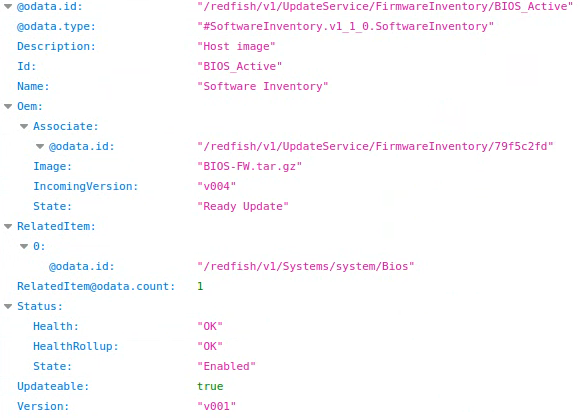 @odata.id: "/redfish/v1/UpdateService/FirmwareInventory/BIOS_Active"
@odata.type: "#SoftwareInventory.v1_1_0.SoftwareInventory"
Description: "Host image"
Id: "BIOS_Active"
Name: "Software Inventory"
Oem:
Associate:
@odata.id: "/redfish/v1/UpdateService/FirmwareInventory/79f5c2fd"
Image: "BIOS-FW.tar.gz"
IncomingVersion: "v004"
State: "Ready Update"
RelatedItem:
0:
@odata.id: "/redfish/v1/Systems/system/Bios"
RelatedItem@odata.count: 1
Status:
Health: "OK"
HealthRollup: "OK"
State: "Enabled"
Updateable: true
Version: "v001"